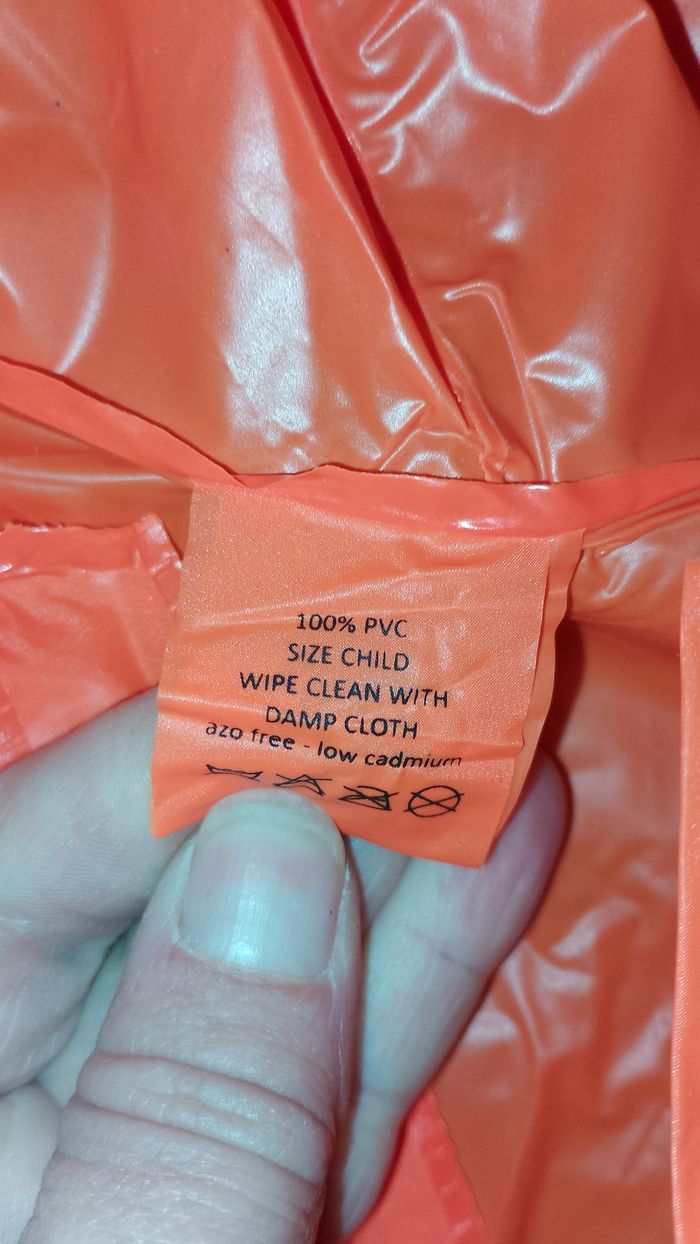 100% PVC
SIZE CHILD
WIPE CLEAN WITH
DAMP CLOTH
azo free - low cadmium